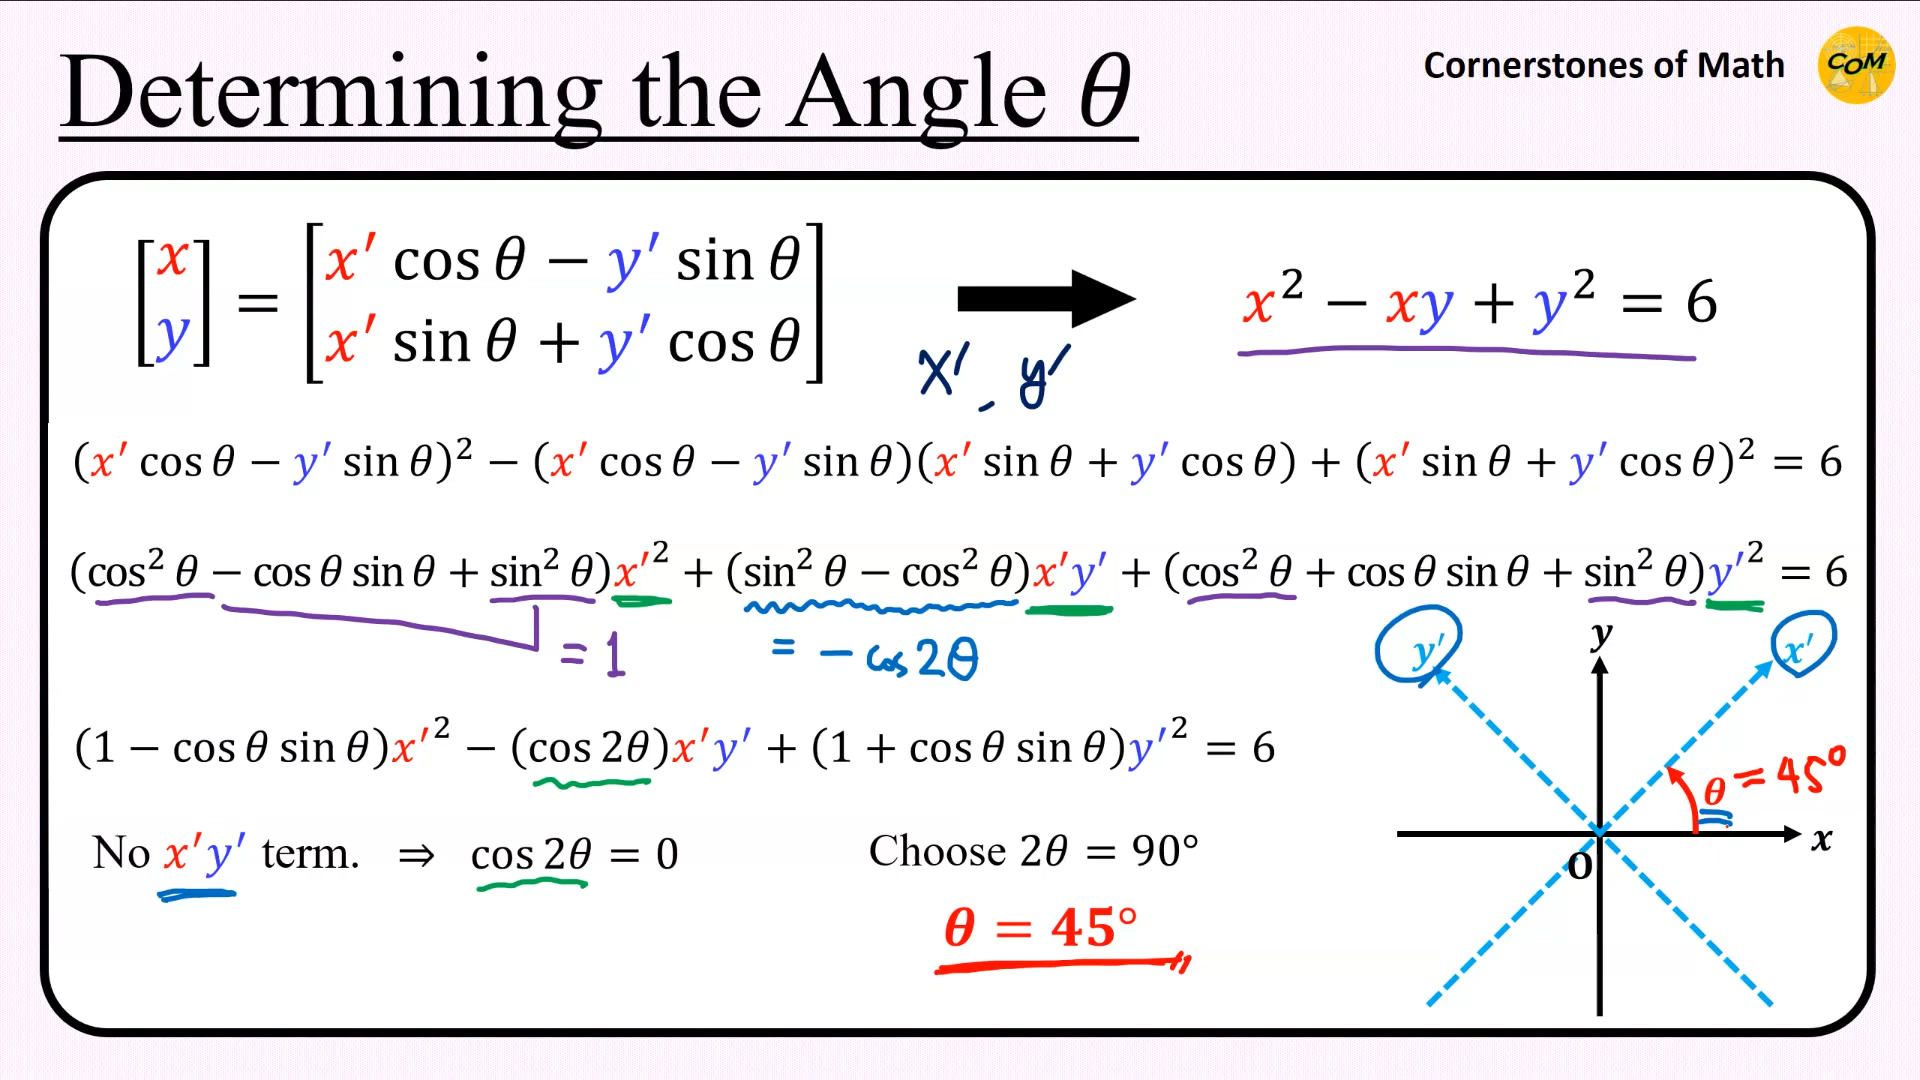 Determining the Angle θ
Cornerstones of Math
COM
[x y] = [x′ cos θ − y′ sin θ x′ sin θ + y′ cos θ]
x² − xy + y² = 6
x′, y′
(x′ cos θ − y′ sin θ)² − (x′ cos θ − y′ sin θ)(x′ sin θ + y′ cos θ) + (x′ sin θ + y′ cos θ)² = 6
(cos² θ − cos θ sin θ + sin² θ)x′² + (sin² θ − cos² θ)x′y′ + (cos² θ + cos θ sin θ + sin² θ)y′² = 6
= 1
= − cos 2θ
(1 − cos θ sin θ)x′² − (cos 2θ)x′y′ + (1 + cos θ sin θ)y′² = 6
No x′y′ term. ⇒ cos 2θ = 0
Choose 2θ = 90°
θ = 45°
y′
y
x′
θ = 45°
x
O